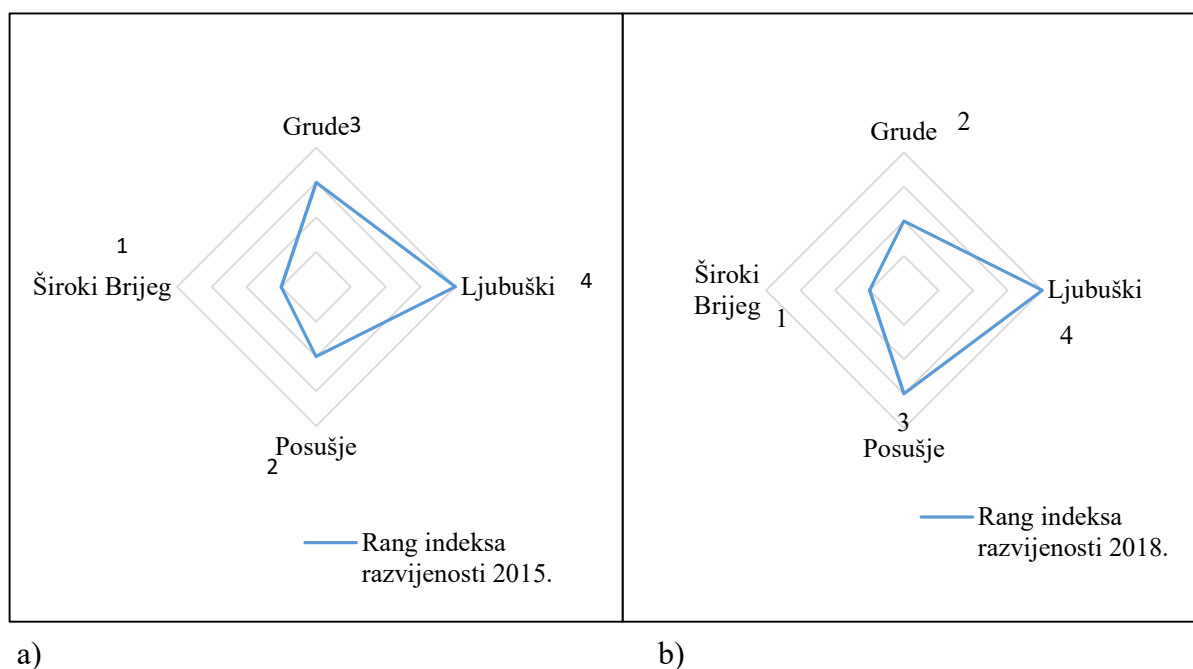 Grude3
1
Široki Brijeg
Ljubuški 4
Posušje
2
Rang indeksa
razvijenosti 2015.
a)
Grude 2
Široki
Brijeg 1
Ljubuški
4
3
Posušje
Rang indeksa
razvijenosti 2018.
b)